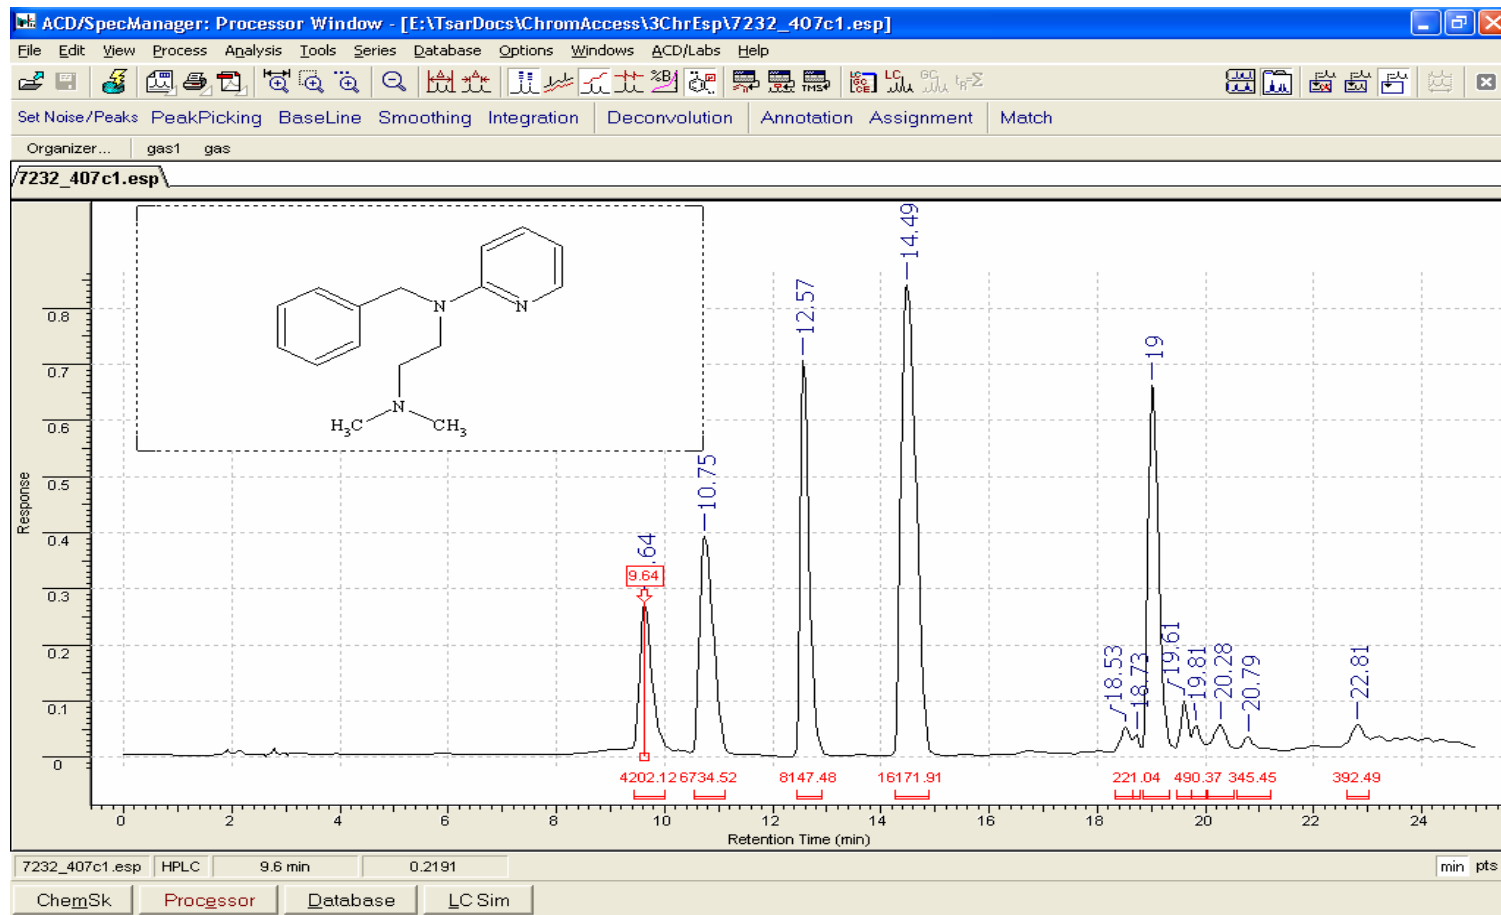 ACD/SpecManager: Processor Window - [E:\TsarDocs\ChromAccess\3ChrEsp\7232_407c1.esp]
File Edit View Process Analysis Tools Series Database Options Windows ACD/Labs Help
Set Noise/Peaks PeakPicking BaseLine Smoothing Integration Deconvolution Annotation Assignment Match
Organizer... gas1 gas
7232_407c1.esp
14.49
12.57
19
10.75
.64
9.64
18.53
18.73
19.61
19.81
20.28
20.79
22.81
N
N
N
H3C
CH3
Response
0.8
0.7
0.6
0.5
0.4
0.3
0.2
0.1
0
4202.12 6734.52 8147.48 16171.91 221.04 490.37 345.45 392.49
0 2 4 6 8 10 12 14 16 18 20 22 24
Retention Time (min)
7232_407c1.esp HPLC 9.6 min 0.2191 min pts
ChemSk Processor Database LC Sim